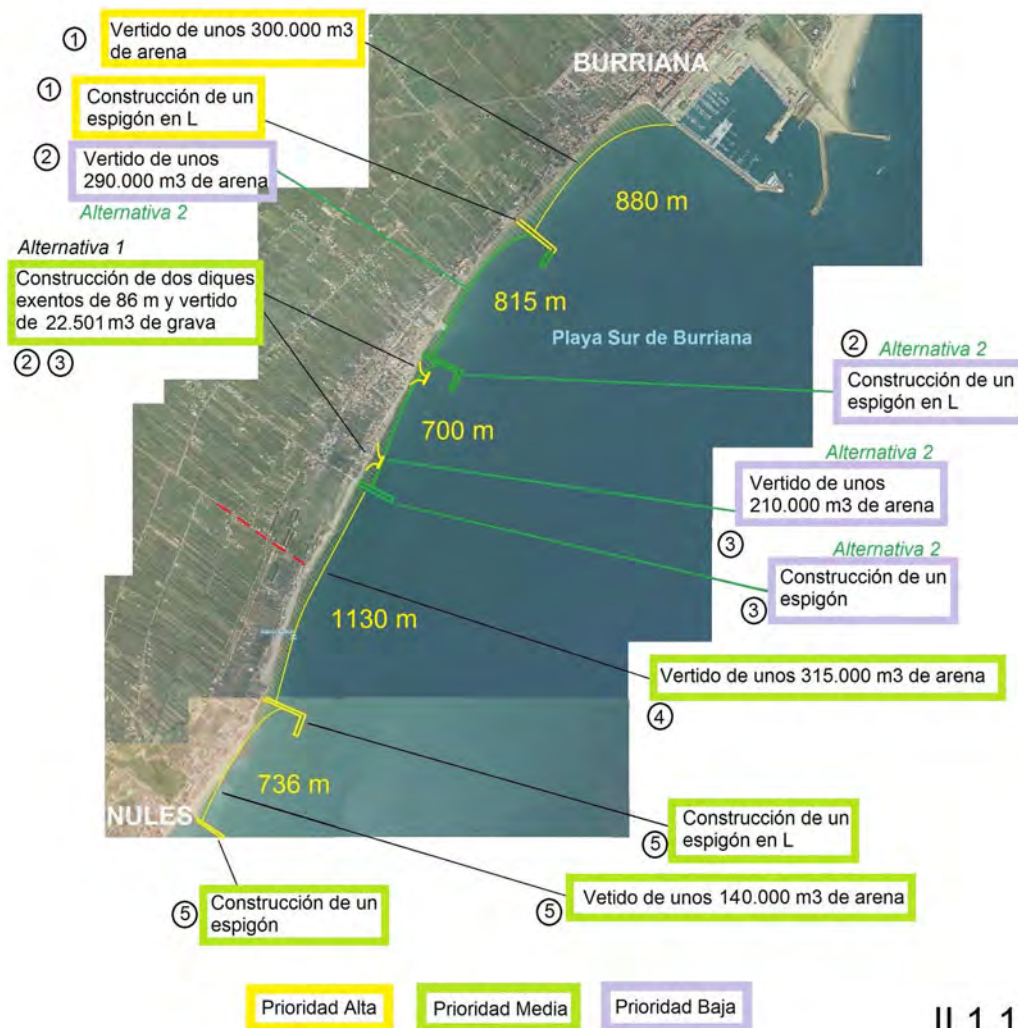 ① Vertido de unos 300.000 m3
de arena
BURRIANA
① Construcción de un
espigón en L
② Vertido de unos
290.000 m3 de arena
Alternativa 2
880 m
Alternativa 1
Construcción de dos diques
exentos de 86 m y vertido
de 22.501 m3 de grava
② ③
815 m
Playa Sur de Burriana
② Alternativa 2
Construcción de un
espigón en L
700 m
Alternativa 2
Vertido de unos
210.000 m3 de arena
③
Alternativa 2
Construcción de un
espigón
③
1130 m
Vertido de unos 315.000 m3 de arena
④
736 m
NULES
Construcción de un
espigón en L
⑤
⑤ Vetido de unos 140.000 m3 de arena
⑤ Construcción de un
espigón
Prioridad Alta
Prioridad Media
Prioridad Baja
II.1.1